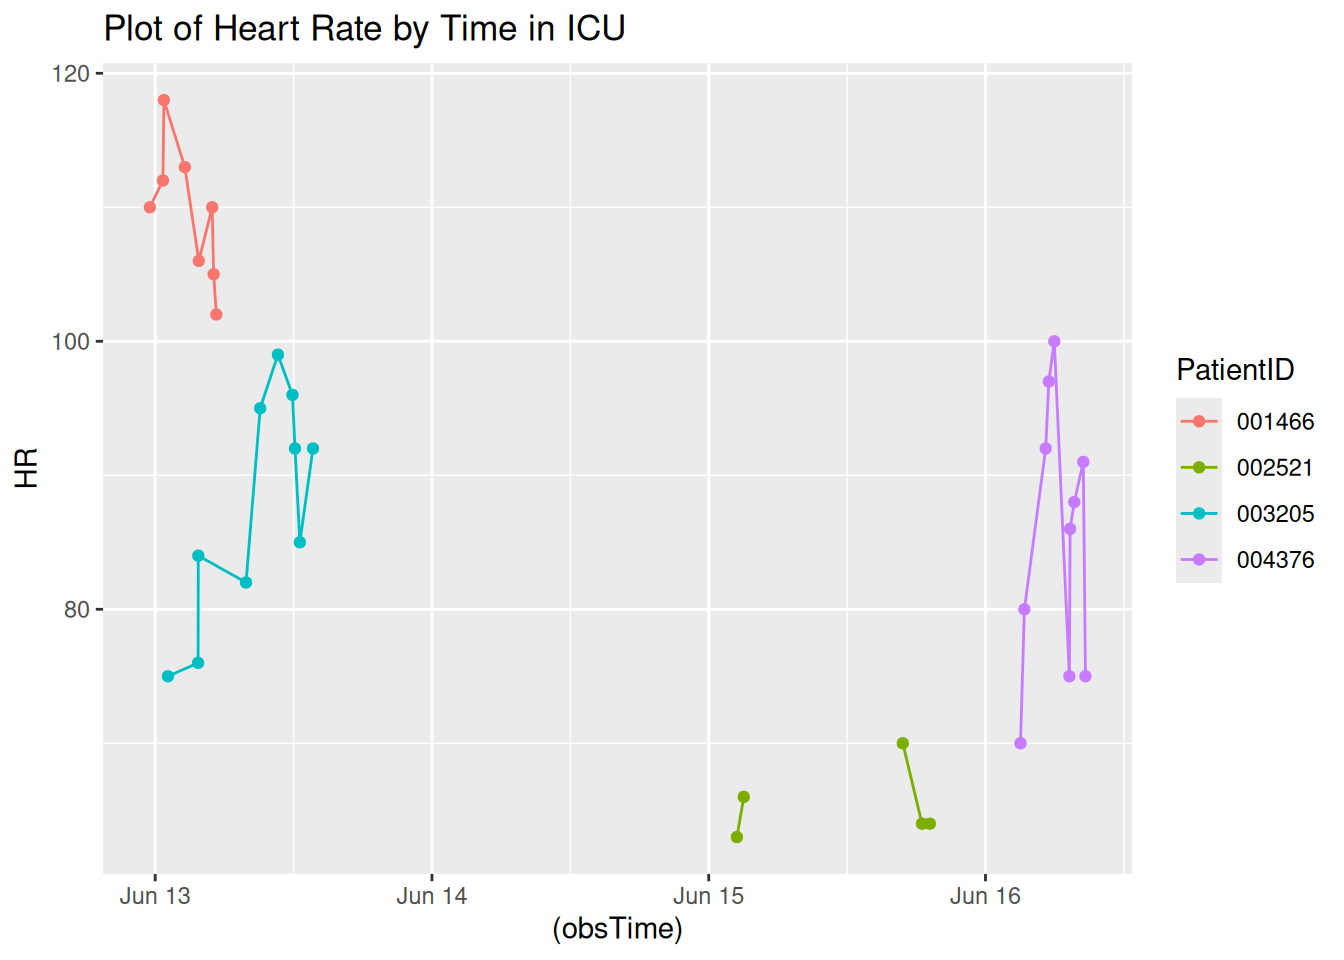 Plot of Heart Rate by Time in ICU
120
100
80
HR
Jun 13
Jun 14
Jun 15
Jun 16
(obsTime)
PatientID
001466
002521
003205
004376